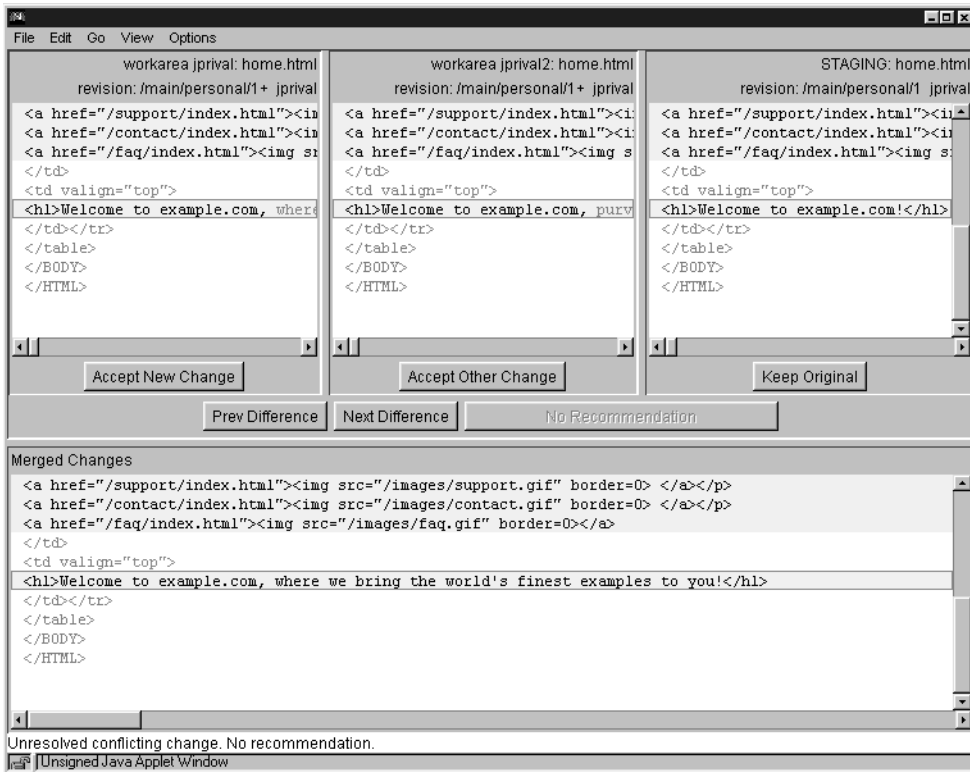 File Edit Go View Options
workarea jprival: home.html
revision: /main/personal/1+ jprival
<a href="/support/index.html"><im
<a href="/contact/index.html"><im
<a href="/faq/index.html"><img sr
</td>
<td valign="top">
<hl>Welcome to example.com, where
</td></tr>
</table>
</BODY>
</HTML>
Accept New Change
workarea jprival2: home.html
revision: /main/personal/1+ jprival
<a href="/support/index.html"><i
<a href="/contact/index.html"><i
<a href="/faq/index.html"><img s
</td>
<td valign="top">
<hl>Welcome to example.com, purv
</td></tr>
</table>
</BODY>
</HTML>
Accept Other Change
STAGING: home.html
revision: /main/personal/1 jprival
<a href="/support/index.html"><i
<a href="/contact/index.html"><i
<a href="/faq/index.html"><img s
</td>
<td valign="top">
<hl>Welcome to example.com!</hl>
</td></tr>
</table>
</BODY>
</HTML>
Keep Original
Prev Difference Next Difference No Recommendation
Merged Changes
<a href="/support/index.html"><img src="/images/support.gif" border=0> </a></p>
<a href="/contact/index.html"><img src="/images/contact.gif" border=0> </a></p>
<a href="/faq/index.html"><img src="/images/faq.gif" border=0></a>
</td>
<td valign="top">
<hl>Welcome to example.com, where we bring the world's finest examples to you!</hl>
</td></tr>
</table>
</BODY>
</HTML>
Unresolved conflicting change. No recommendation.
Unsigned Java Applet Window